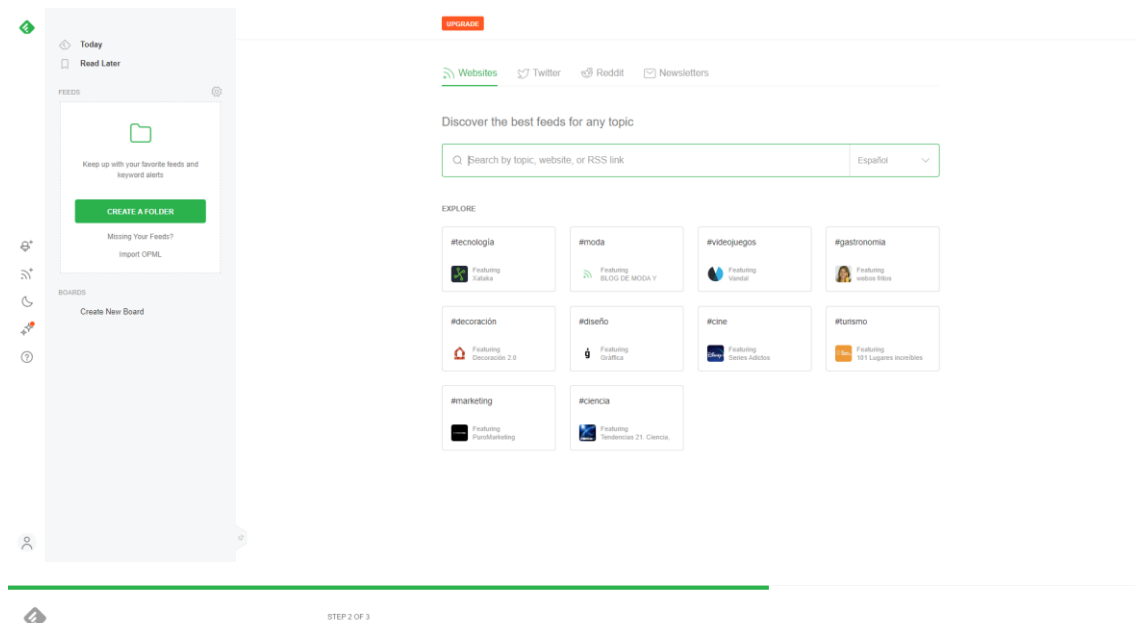 UPGRADE
Today
Read Later
FEEDS
Keep up with your favorite feeds and
keyword alerts
CREATE A FOLDER
Missing Your Feeds?
Import OPML
BOARDS
Create New Board
Websites
Twitter
Reddit
Newsletters
Discover the best feeds for any topic
Search by topic, website, or RSS link
Español
EXPLORE
#tecnología
Featuring
Xataka
#moda
Featuring
BLOG DE MODA Y
#videojuegos
Featuring
Vandal
#gastronomia
Featuring
webos fritos
#decoración
Featuring
Decoración 2.0
#diseño
ġ
Featuring
Gràffica
#cine
Disney+
Featuring
Series Adictos
#turismo
Featuring
101 Lugares increíbles
#marketing
Featuring
PuroMarketing
#ciencia
Featuring
Tendencias 21. Ciencia,
STEP 2 OF 3